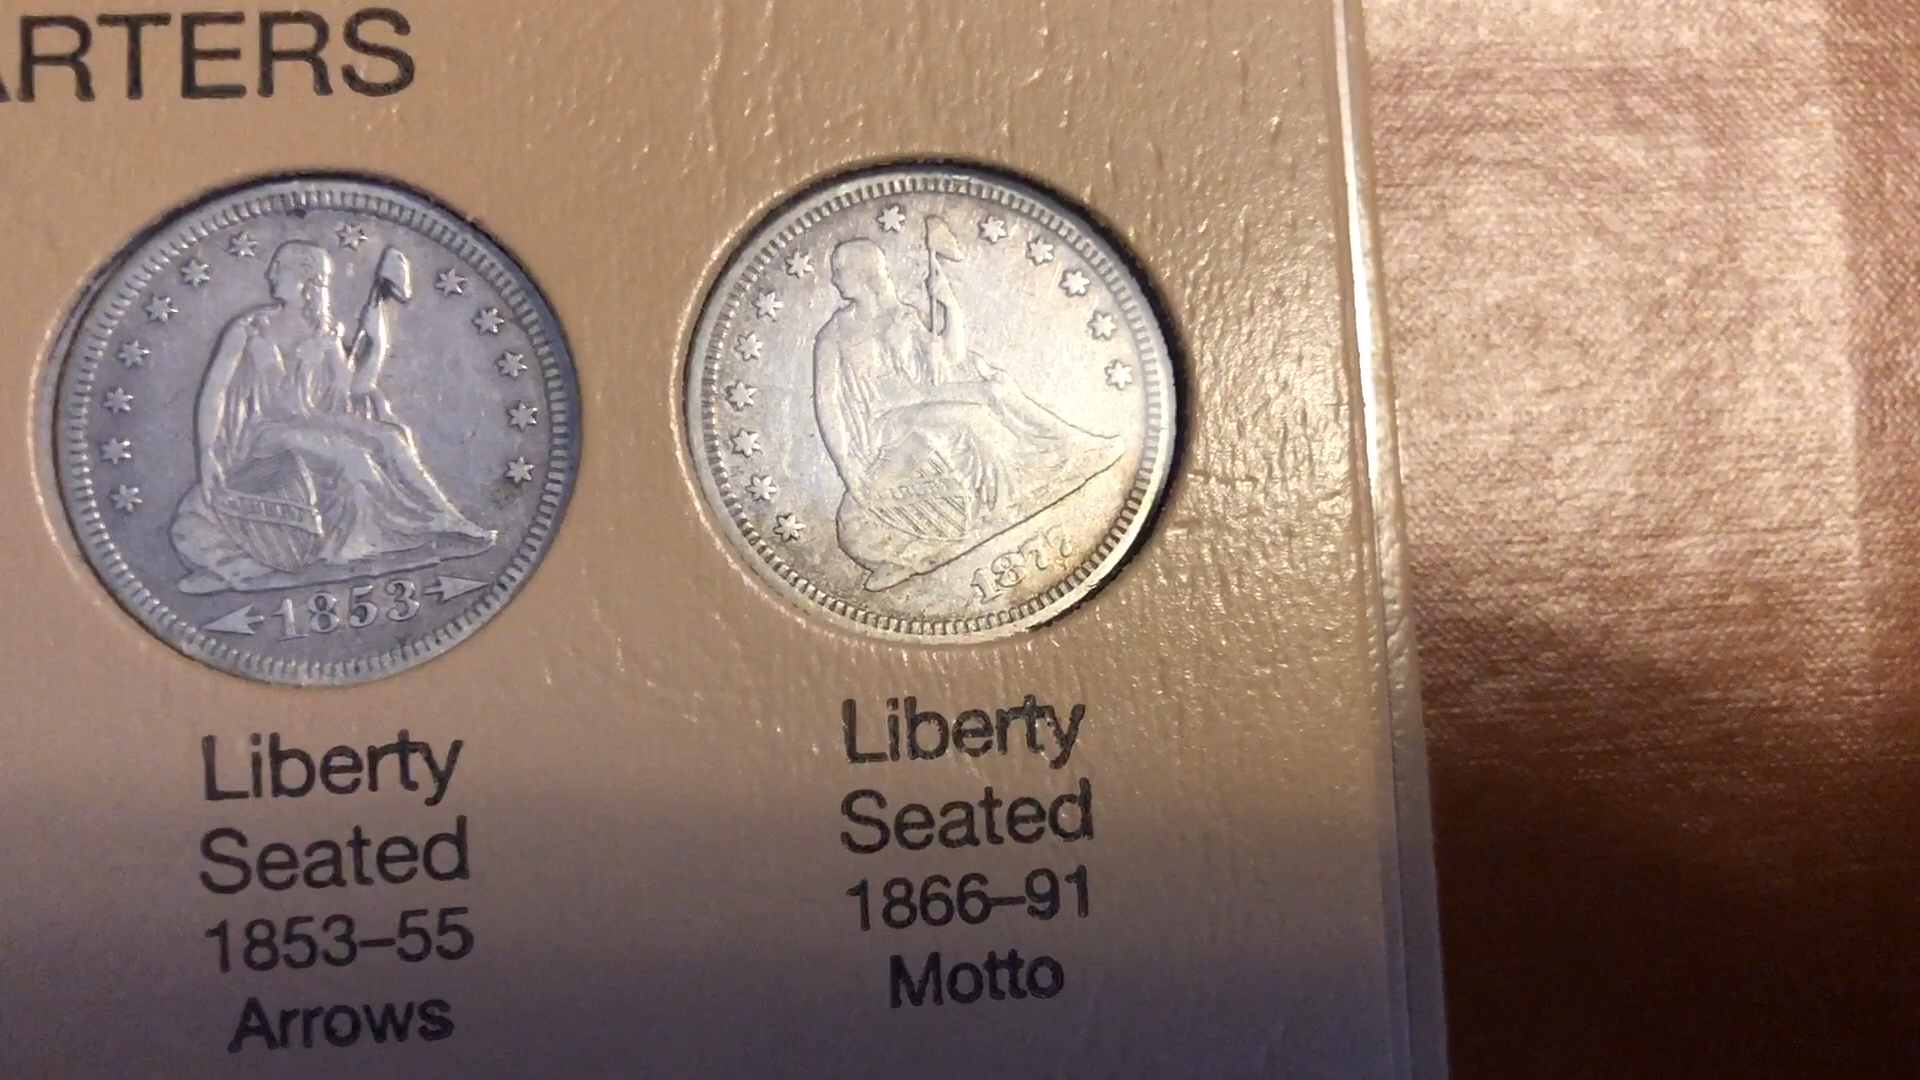 ARTERS
1853
1877
Liberty
Seated
1853–55
Arrows
Liberty
Seated
1866–91
Motto